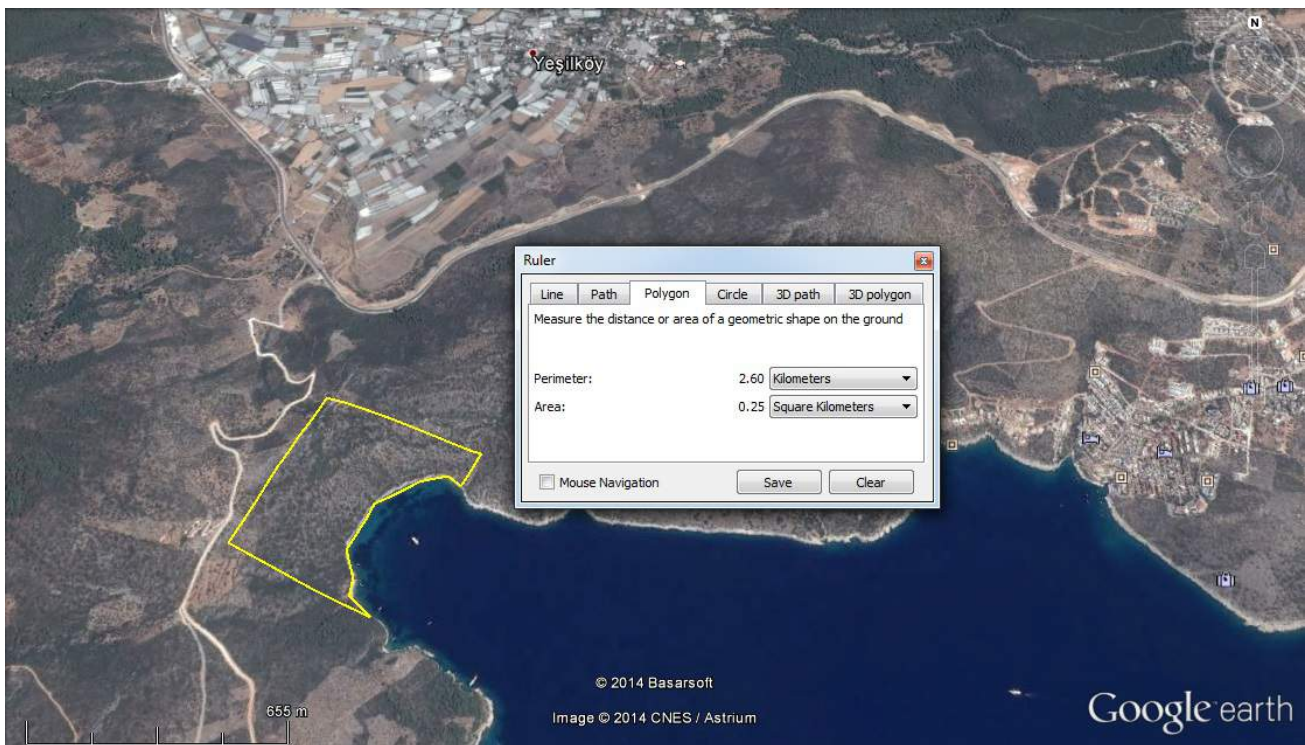 N
Yeşilköy
Ruler
Line Path Polygon Circle 3D path 3D polygon
Measure the distance or area of a geometric shape on the ground
Perimeter: 2.60 Kilometers
Area: 0.25 Square Kilometers
Mouse Navigation Save Clear
© 2014 Basarsoft
655 m
Image © 2014 CNES / Astrium
Google earth